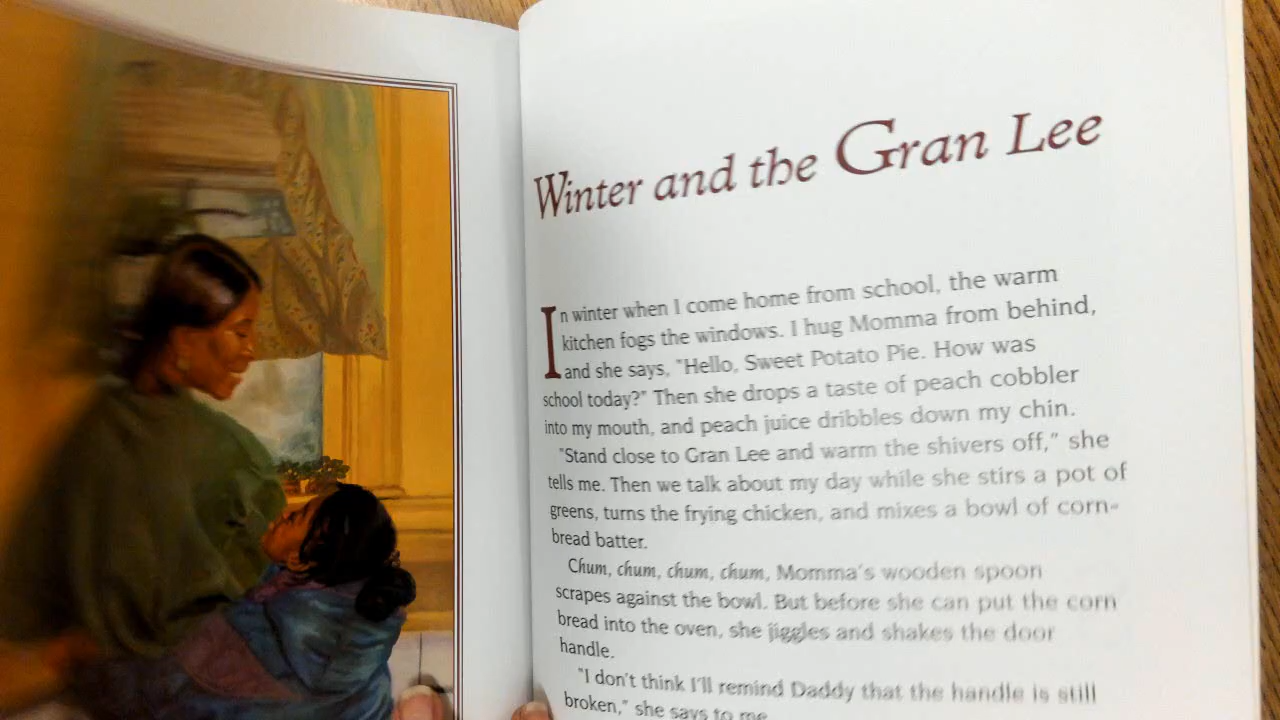 Winter and the Gran Lee
In winter when I come home from school, the warm
kitchen fogs the windows. I hug Momma from behind,
and she says, "Hello, Sweet Potato Pie. How was
school today?" Then she drops a taste of peach cobbler
into my mouth, and peach juice dribbles down my chin.
"Stand close to Gran Lee and warm the shivers off," she
tells me. Then we talk about my day while she stirs a pot of
greens, turns the frying chicken, and mixes a bowl of corn-
bread batter.
Chum, chum, chum, chum, Momma's wooden spoon
scrapes against the bowl. But before she can put the corn
bread into the oven, she jiggles and shakes the door
handle.
"I don't think I'll remind Daddy that the handle is still
broken," she says to me